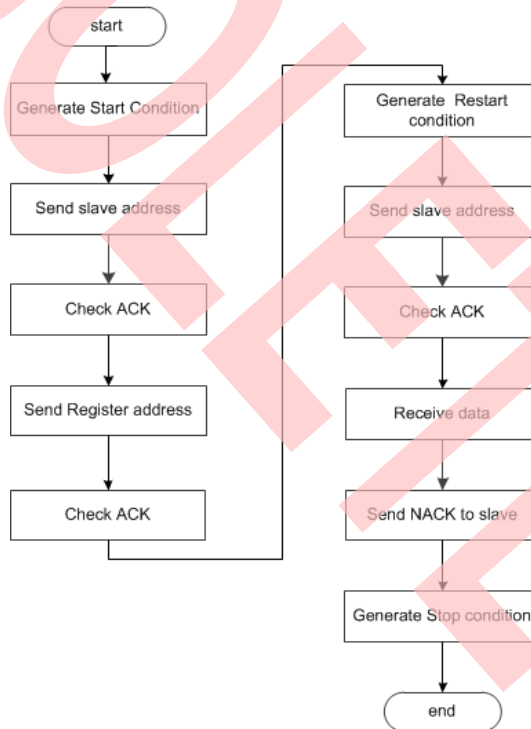 start
Generate Start Condition
Send slave address
Check ACK
Send Register address
Check ACK
Generate Restart
condition
Send slave address
Check ACK
Receive data
Send NACK to slave
Generate Stop condition
end